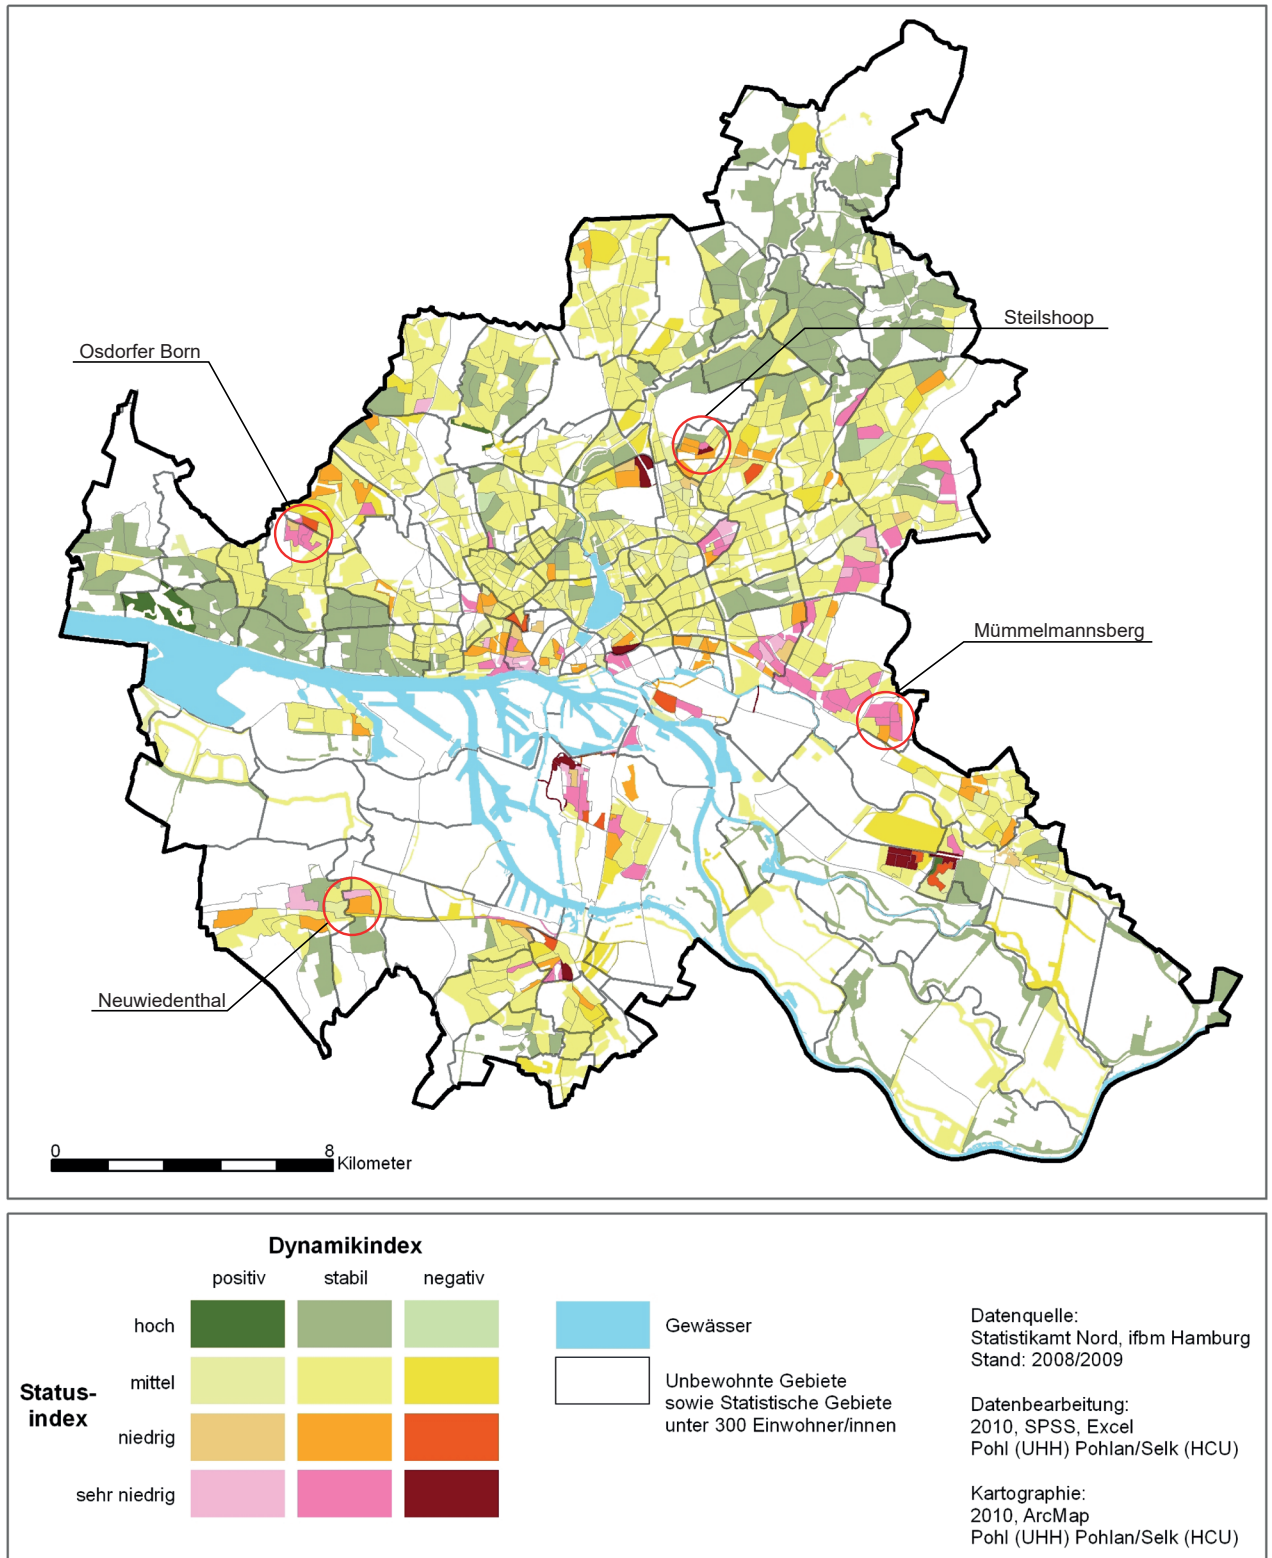 Steilshoop
Osdorfer Born
Mümmelmannsberg
Neuwiedenthal
0 8
Kilometer
Dynamikindex
positiv stabil negativ
hoch
mittel
niedrig
sehr niedrig
Status-
index
Gewässer
Unbewohnte Gebiete
sowie Statistische Gebiete
unter 300 Einwohner/innen
Datenquelle:
Statistikamt Nord, ifbm Hamburg
Stand: 2008/2009
Datenbearbeitung:
2010, SPSS, Excel
Pohl (UHH) Pohlan/Selk (HCU)
Kartographie:
2010, ArcMap
Pohl (UHH) Pohlan/Selk (HCU)